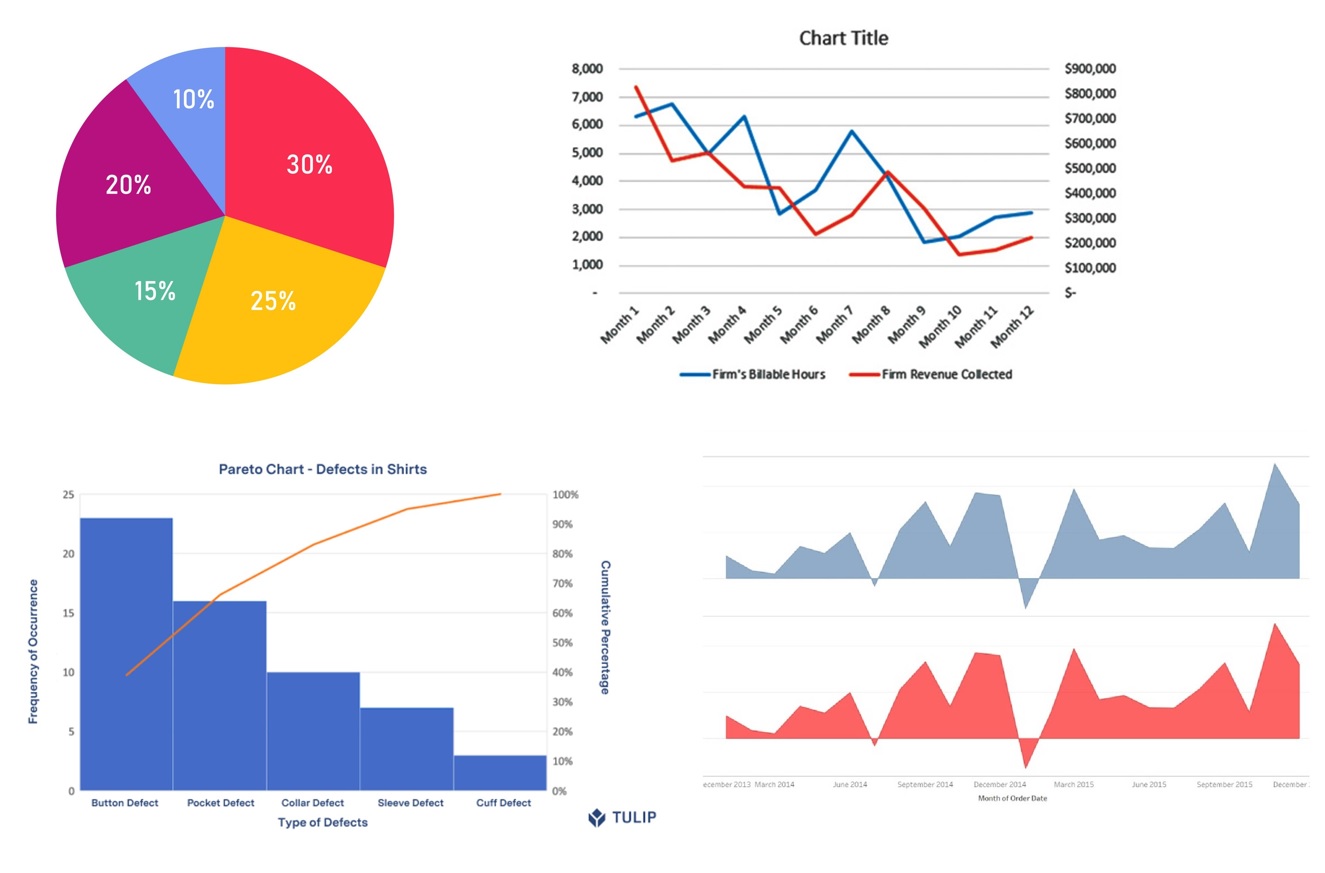 10%
30%
20%
15%
25%
Chart Title
8,000
7,000
6,000
5,000
4,000
3,000
2,000
1,000
-
$900,000
$800,000
$700,000
$600,000
$500,000
$400,000
$300,000
$200,000
$100,000
$-
Month 1
Month 2
Month 3
Month 4
Month 5
Month 6
Month 7
Month 8
Month 9
Month 10
Month 11
Month 12
Firm's Billable Hours
Firm Revenue Collected
Pareto Chart - Defects in Shirts
Frequency of Occurrence
25
20
15
10
5
0
100%
90%
80%
70%
60%
50%
40%
30%
20%
10%
0%
Cumulative Percentage
Button Defect
Pocket Defect
Collar Defect
Sleeve Defect
Cuff Defect
Type of Defects
TULIP
ecember 2013
March 2014
June 2014
September 2014
December 2014
March 2015
June 2015
September 2015
December
Month of Order Date